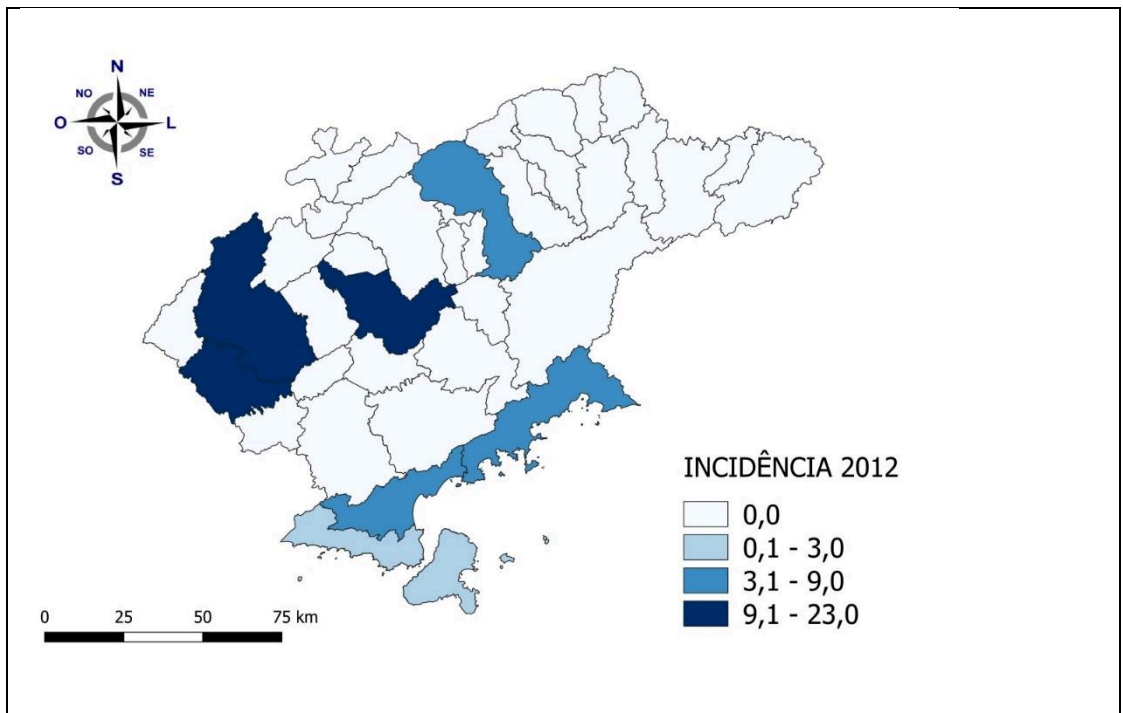 N
NO NE
O L
SO SE
S
INCIDÊNCIA 2012
0,0
0,1 - 3,0
3,1 - 9,0
9,1 - 23,0
0 25 50 75 km